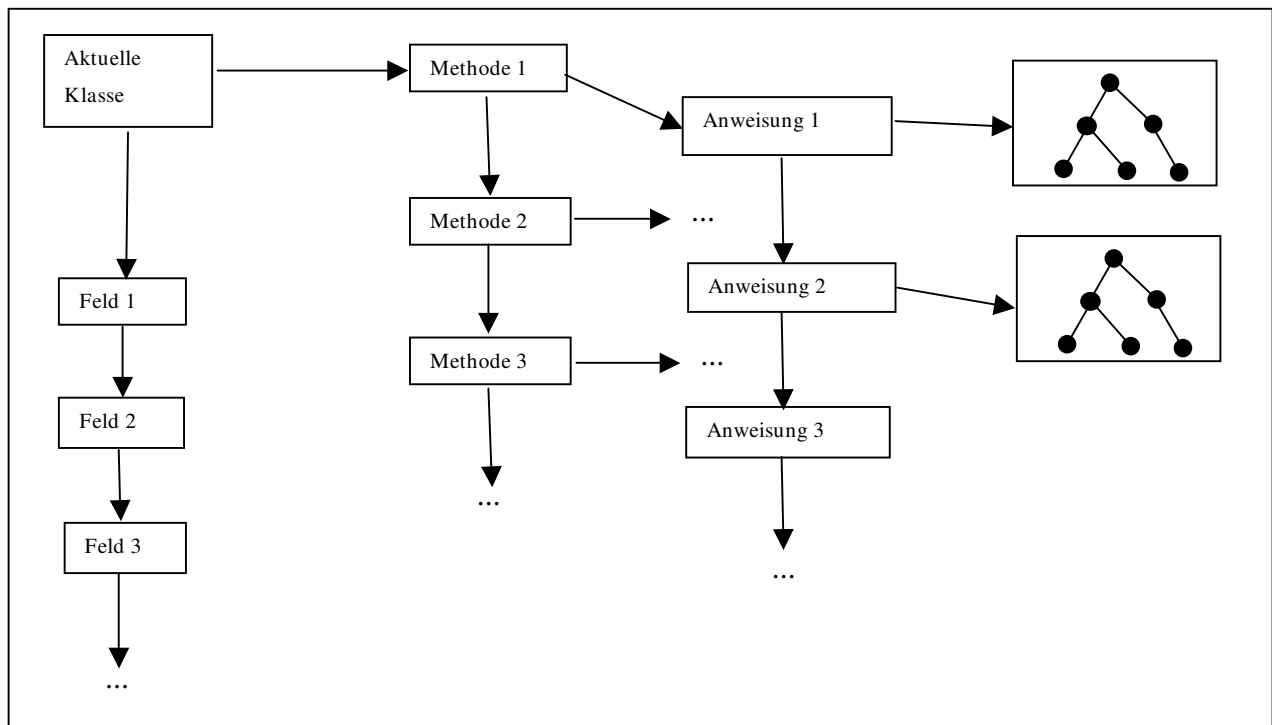 Aktuelle
Klasse
Methode 1
Anweisung 1
Methode 2
...
Anweisung 2
Feld 1
Methode 3
...
Feld 2
Anweisung 3
...
Feld 3
...
...